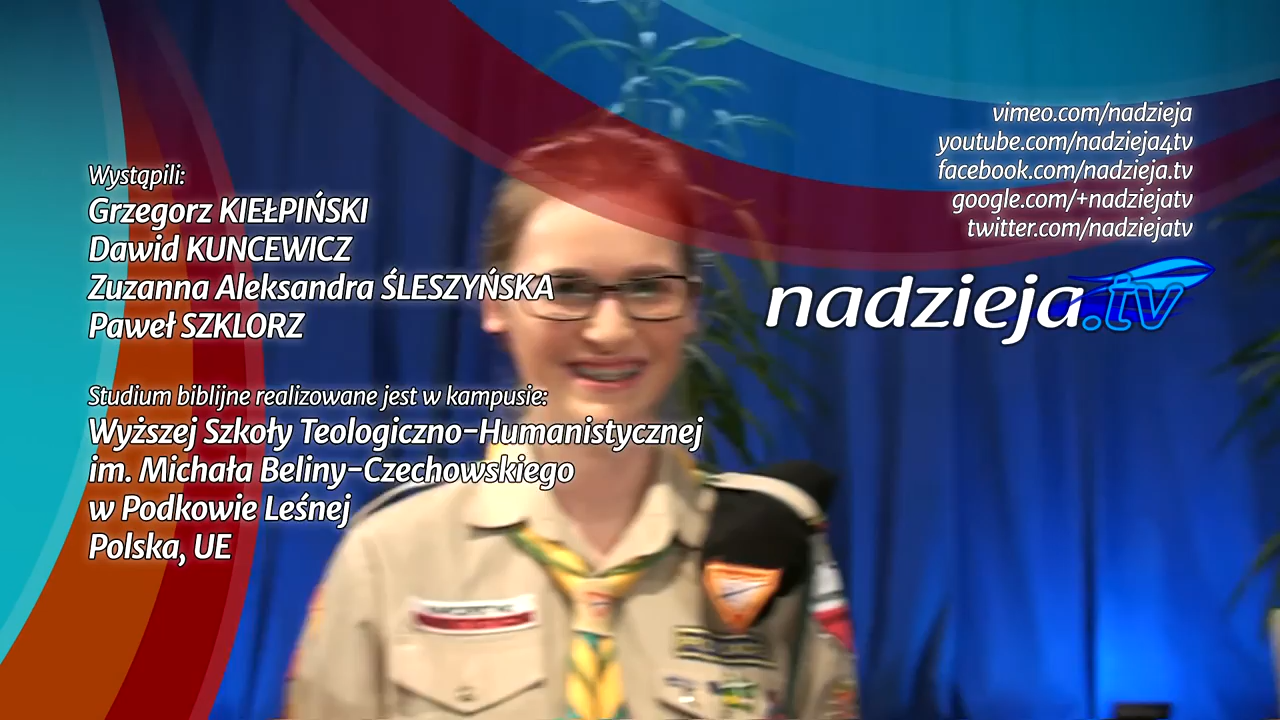 Wystąpili:
Grzegorz KIEŁPIŃSKI
Dawid KUNCEWICZ
Zuzanna Aleksandra ŚLESZYŃSKA
Paweł SZKLORZ
Studium biblijne realizowane jest w kampusie:
Wyższej Szkoły Teologiczno-Humanistycznej
im. Michała Beliny-Czechowskiego
w Podkowie Leśnej
Polska, UE
vimeo.com/nadzieja
youtube.com/nadzieja4tv
facebook.com/nadzieja.tv
google.com/+nadziejatv
twitter.com/nadziejatv
nadzieja.tv